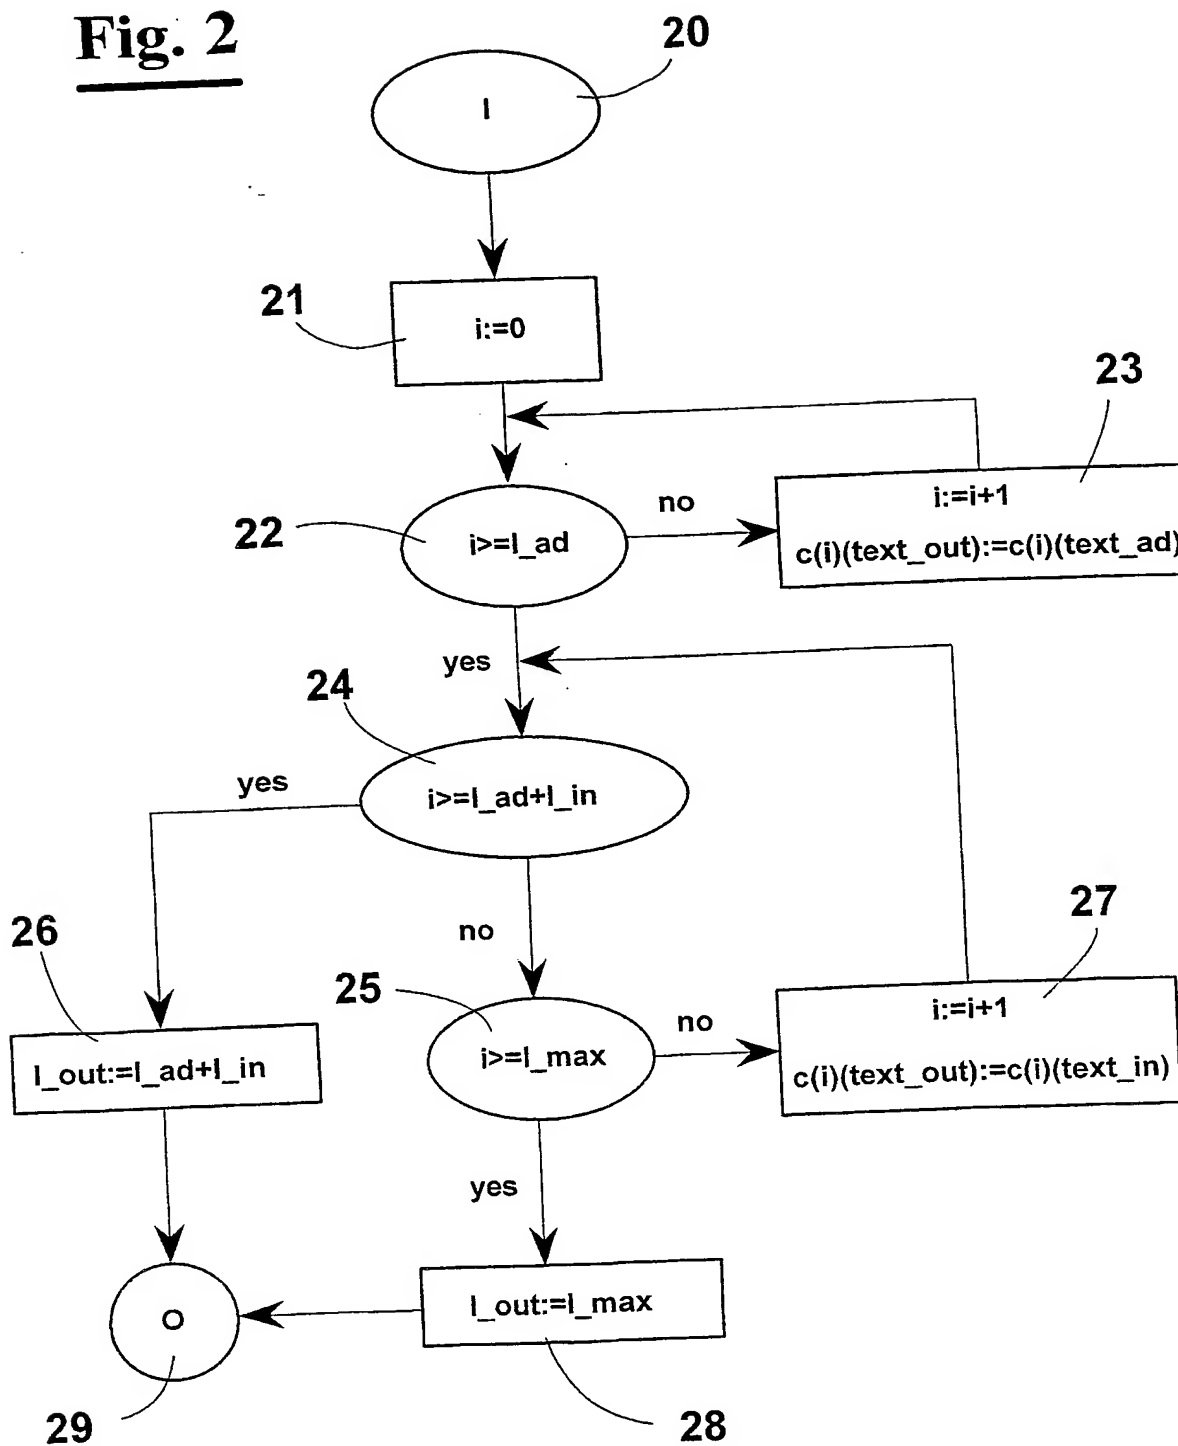 Fig. 2
20
I
21
i:=0
23
i:=i+1
c(i)(text_out):=c(i)(text_ad)
22
i>=l_ad
no
yes
24
i>=l_ad+l_in
yes
no
26
l_out:=l_ad+l_in
25
i>=l_max
no
27
i:=i+1
c(i)(text_out):=c(i)(text_in)
yes
O
l_out:=l_max
29
28